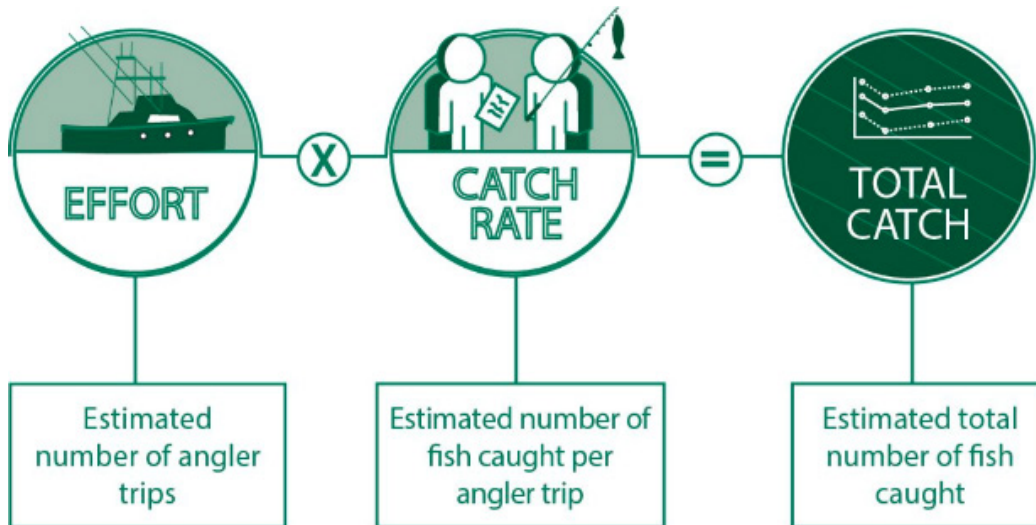 EFFORT
X
CATCH
RATE
=
TOTAL
CATCH
Estimated
number of angler
trips
Estimated number of
fish caught per
angler trip
Estimated total
number of fish
caught